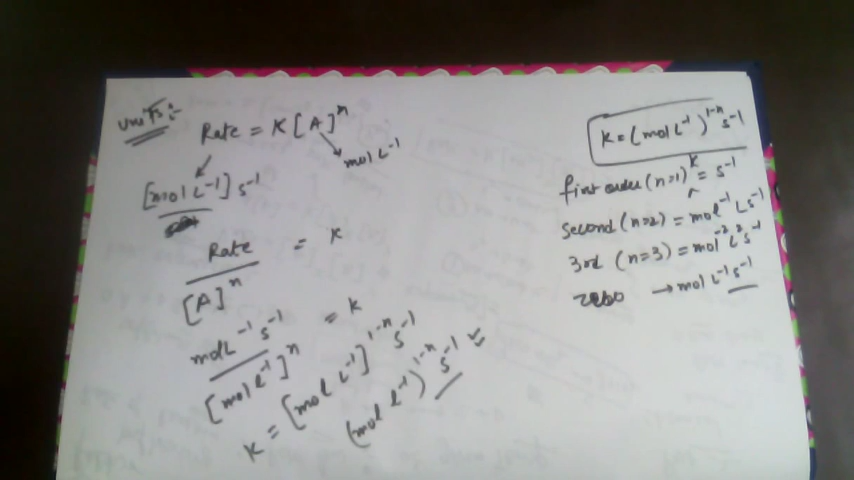 units :-
Rate = K [A]ⁿ
mol L⁻¹
[mol L⁻¹] s⁻¹
Rate / [A]ⁿ = K
mol L⁻¹ s⁻¹ / [mol L⁻¹]ⁿ = K
K = [mol L⁻¹]¹⁻ⁿ s⁻¹
(mol L⁻¹)¹⁻ⁿ s⁻¹
K = (mol L⁻¹)¹⁻ⁿ s⁻¹
first order (n=1) K = s⁻¹
second (n=2) = mol⁻¹ L s⁻¹
3rd (n=3) = mol⁻² L² s⁻¹
zero → mol L⁻¹ s⁻¹